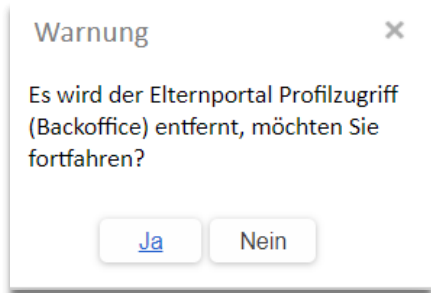 Warnung
Es wird der Elternportal Profilzugriff
(Backoffice) entfernt, möchten Sie
fortfahren?
Ja Nein